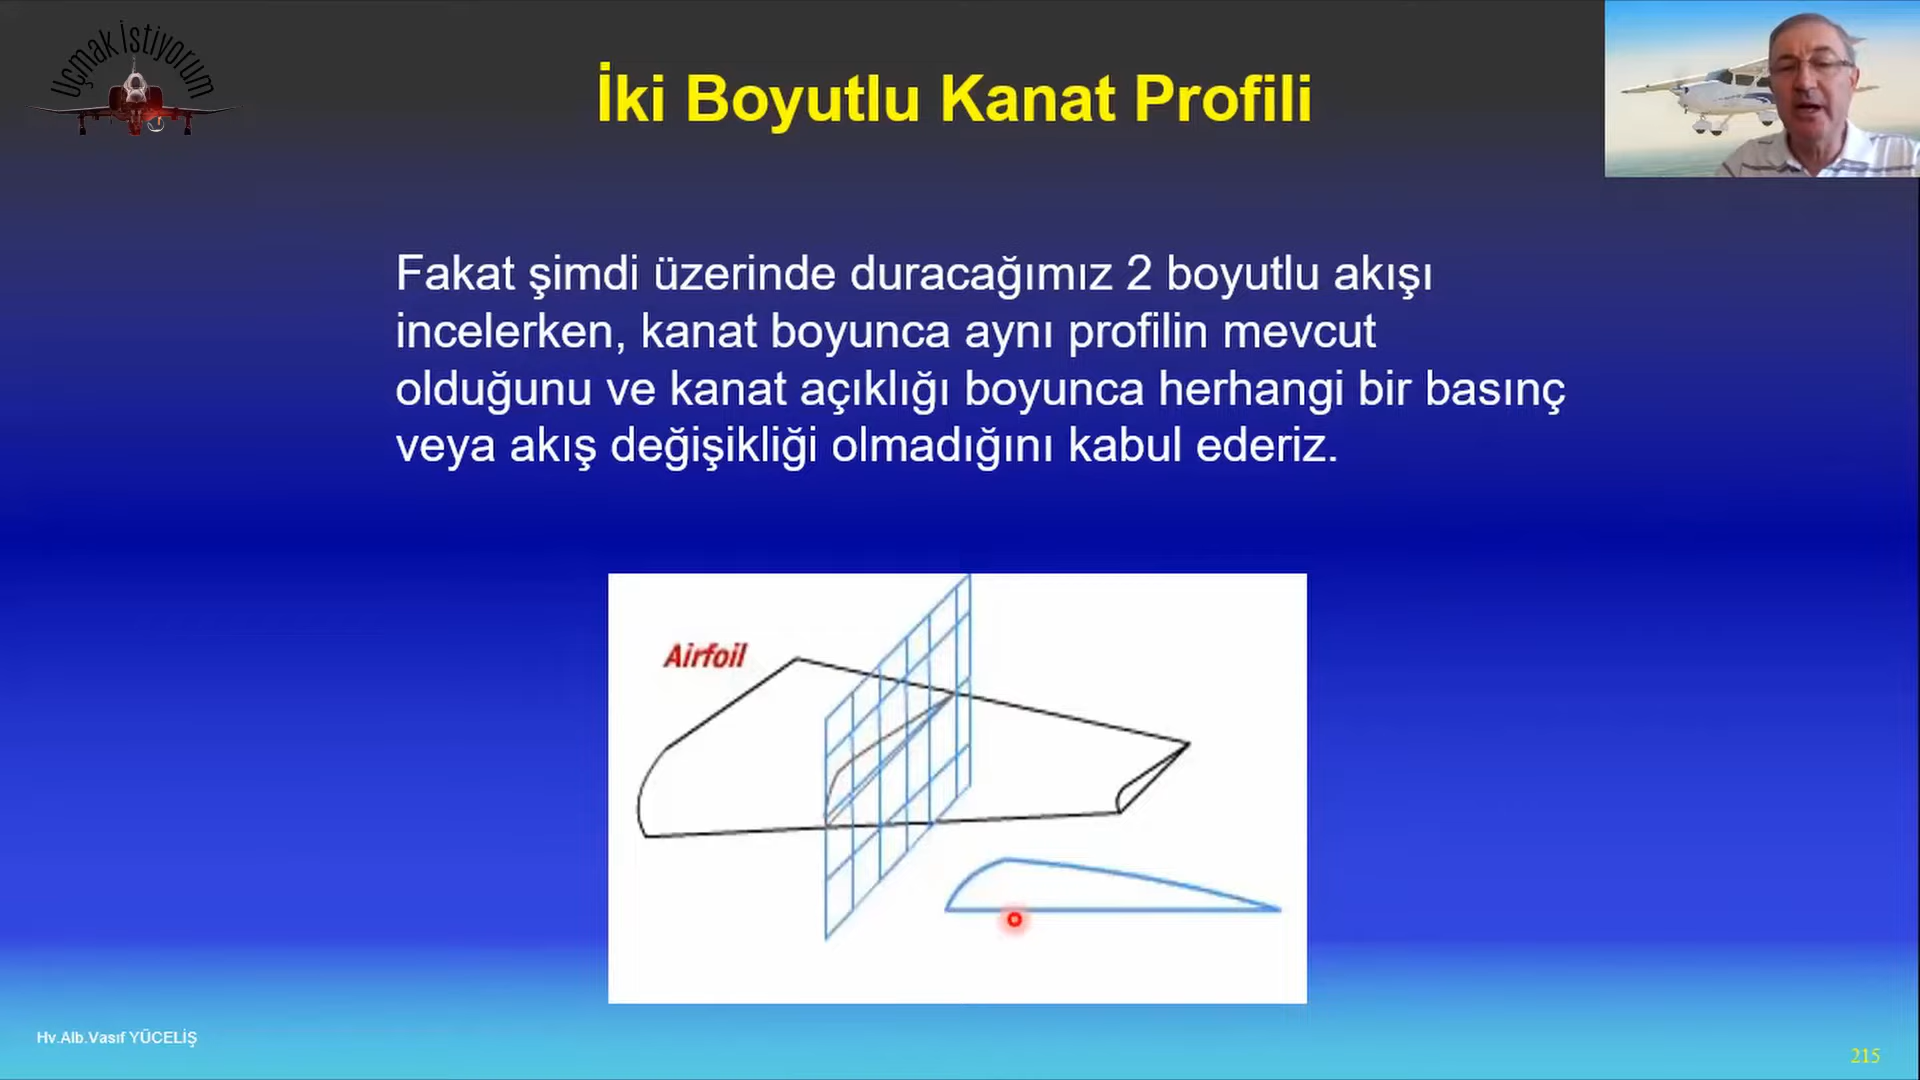 Uçmak İstiyorum
İki Boyutlu Kanat Profili
Fakat şimdi üzerinde duracağımız 2 boyutlu akışı
incelerken, kanat boyunca aynı profilin mevcut
olduğunu ve kanat açıklığı boyunca herhangi bir basınç
veya akış değişikliği olmadığını kabul ederiz.
Airfoil
Hv.Alb.Vasıf YÜCELİŞ
215